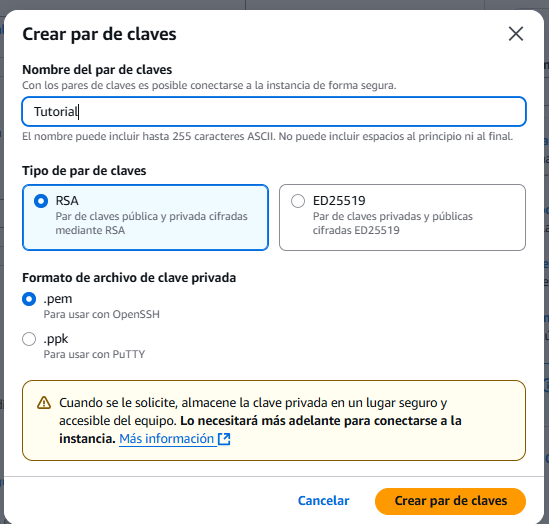 Crear par de claves
Nombre del par de claves
Con los pares de claves es posible conectarse a la instancia de forma segura.
Tutorial
El nombre puede incluir hasta 255 caracteres ASCII. No puede incluir espacios al principio ni al final.
Tipo de par de claves
RSA
Par de claves pública y privada cifradas
mediante RSA
ED25519
Par de claves privadas y públicas
cifradas ED25519
Formato de archivo de clave privada
.pem
Para usar con OpenSSH
.ppk
Para usar con PuTTY
Cuando se le solicite, almacene la clave privada en un lugar seguro y
accesible del equipo. Lo necesitará más adelante para conectarse a la
instancia. Más información
Cancelar
Crear par de claves